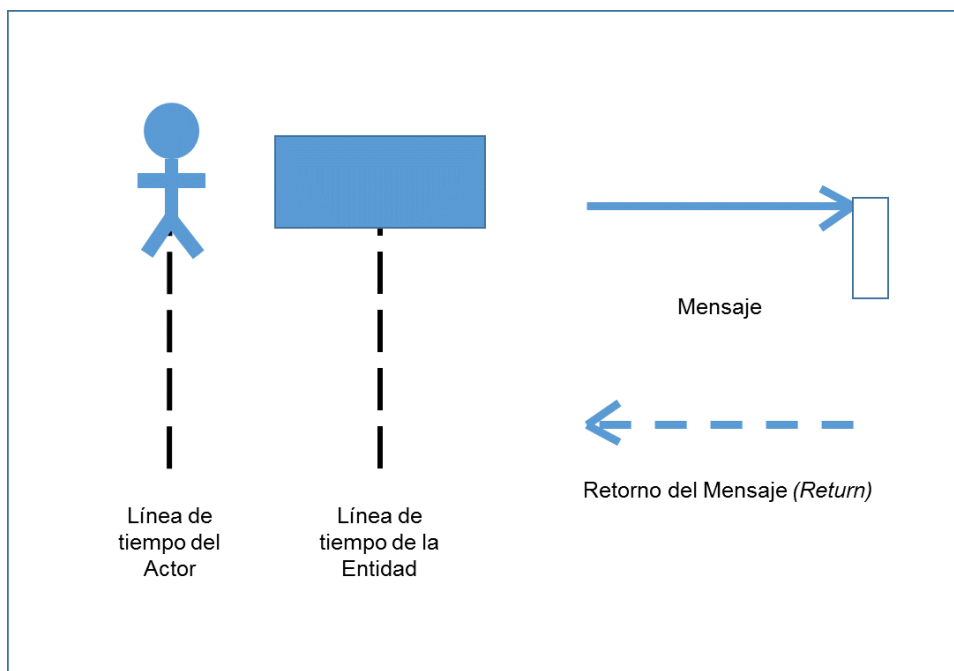 Mensaje
Retorno del Mensaje (Return)
Línea de
tiempo del
Actor
Línea de
tiempo de la
Entidad